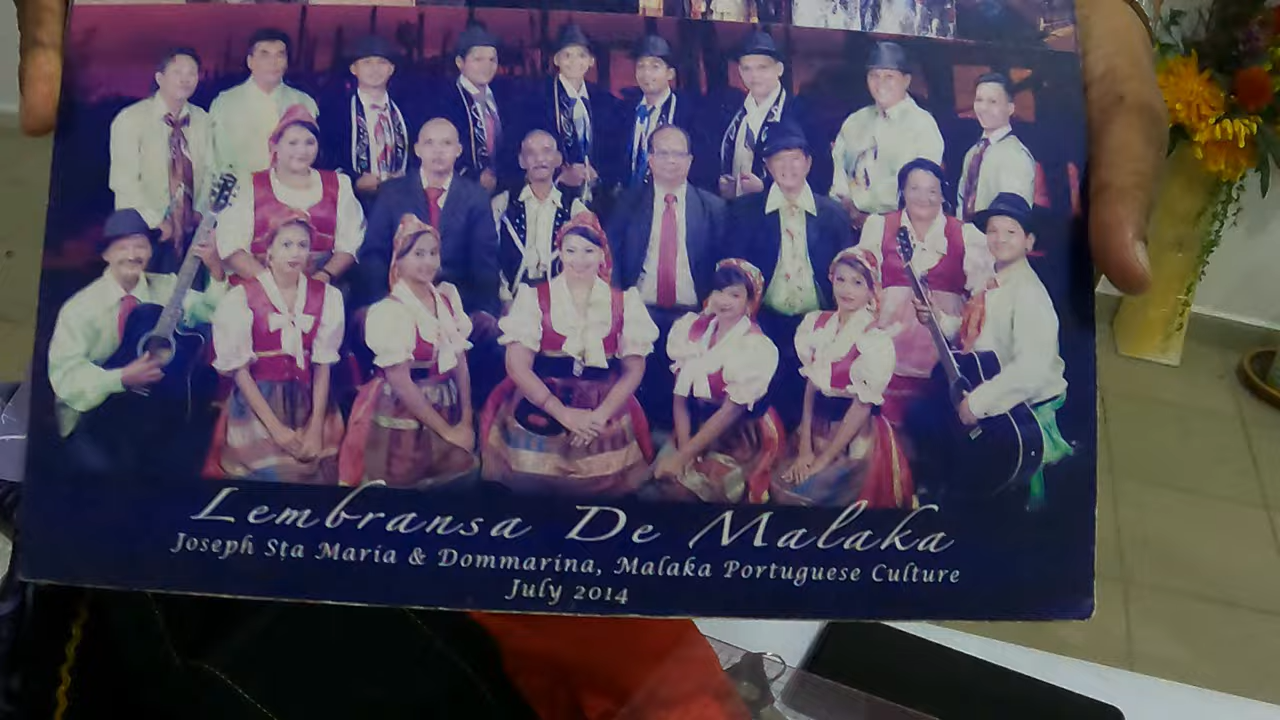 Lembransa De Malaka
Joseph Sta Maria & Dommarina, Malaka Portuguese Culture
July 2014